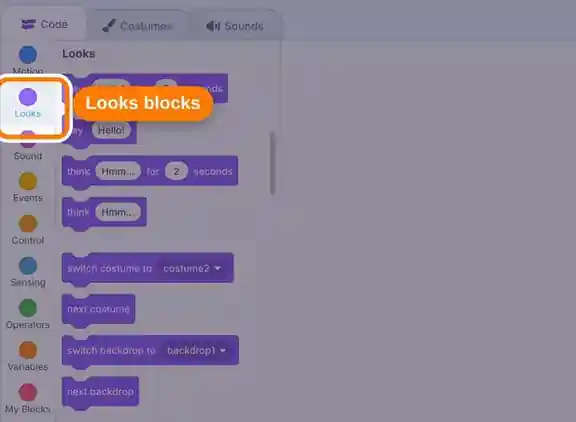 Code Costumes Sounds
Looks
Motion
Looks blocks
Looks
Hello!
Sound
think Hmm... for 2 seconds
Events
think Hmm...
Control
switch costume to costume2
Sensing
next costume
Operators
switch backdrop to backdrop1
Variables
next backdrop
My Blocks